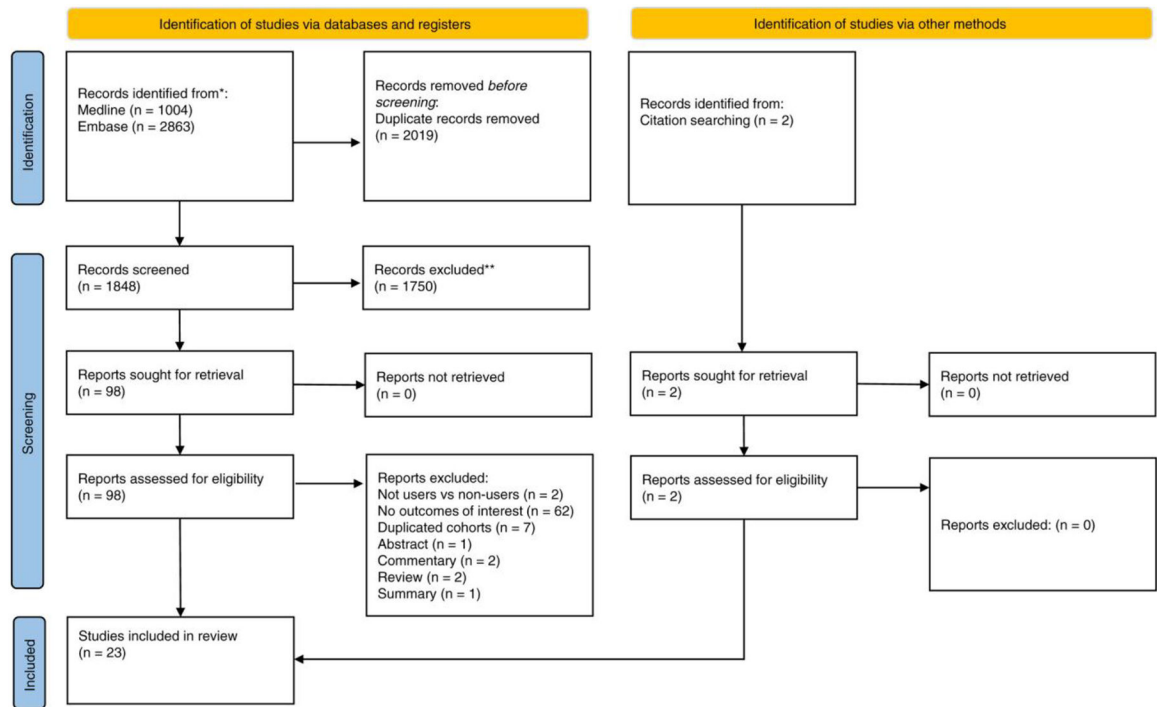 Identification of studies via databases and registers
Identification of studies via other methods
Identification
Records identified from*:
Medline (n = 1004)
Embase (n = 2863)
Records removed before
screening:
Duplicate records removed
(n = 2019)
Records identified from:
Citation searching (n = 2)
Screening
Records screened
(n = 1848)
Records excluded**
(n = 1750)
Reports sought for retrieval
(n = 98)
Reports not retrieved
(n = 0)
Reports sought for retrieval
(n = 2)
Reports not retrieved
(n = 0)
Reports assessed for eligibility
(n = 98)
Reports excluded:
Not users vs non-users (n = 2)
No outcomes of interest (n = 62)
Duplicated cohorts (n = 7)
Abstract (n = 1)
Commentary (n = 2)
Review (n = 2)
Summary (n = 1)
Reports assessed for eligibility
(n = 2)
Reports excluded: (n = 0)
Included
Studies included in review
(n = 23)